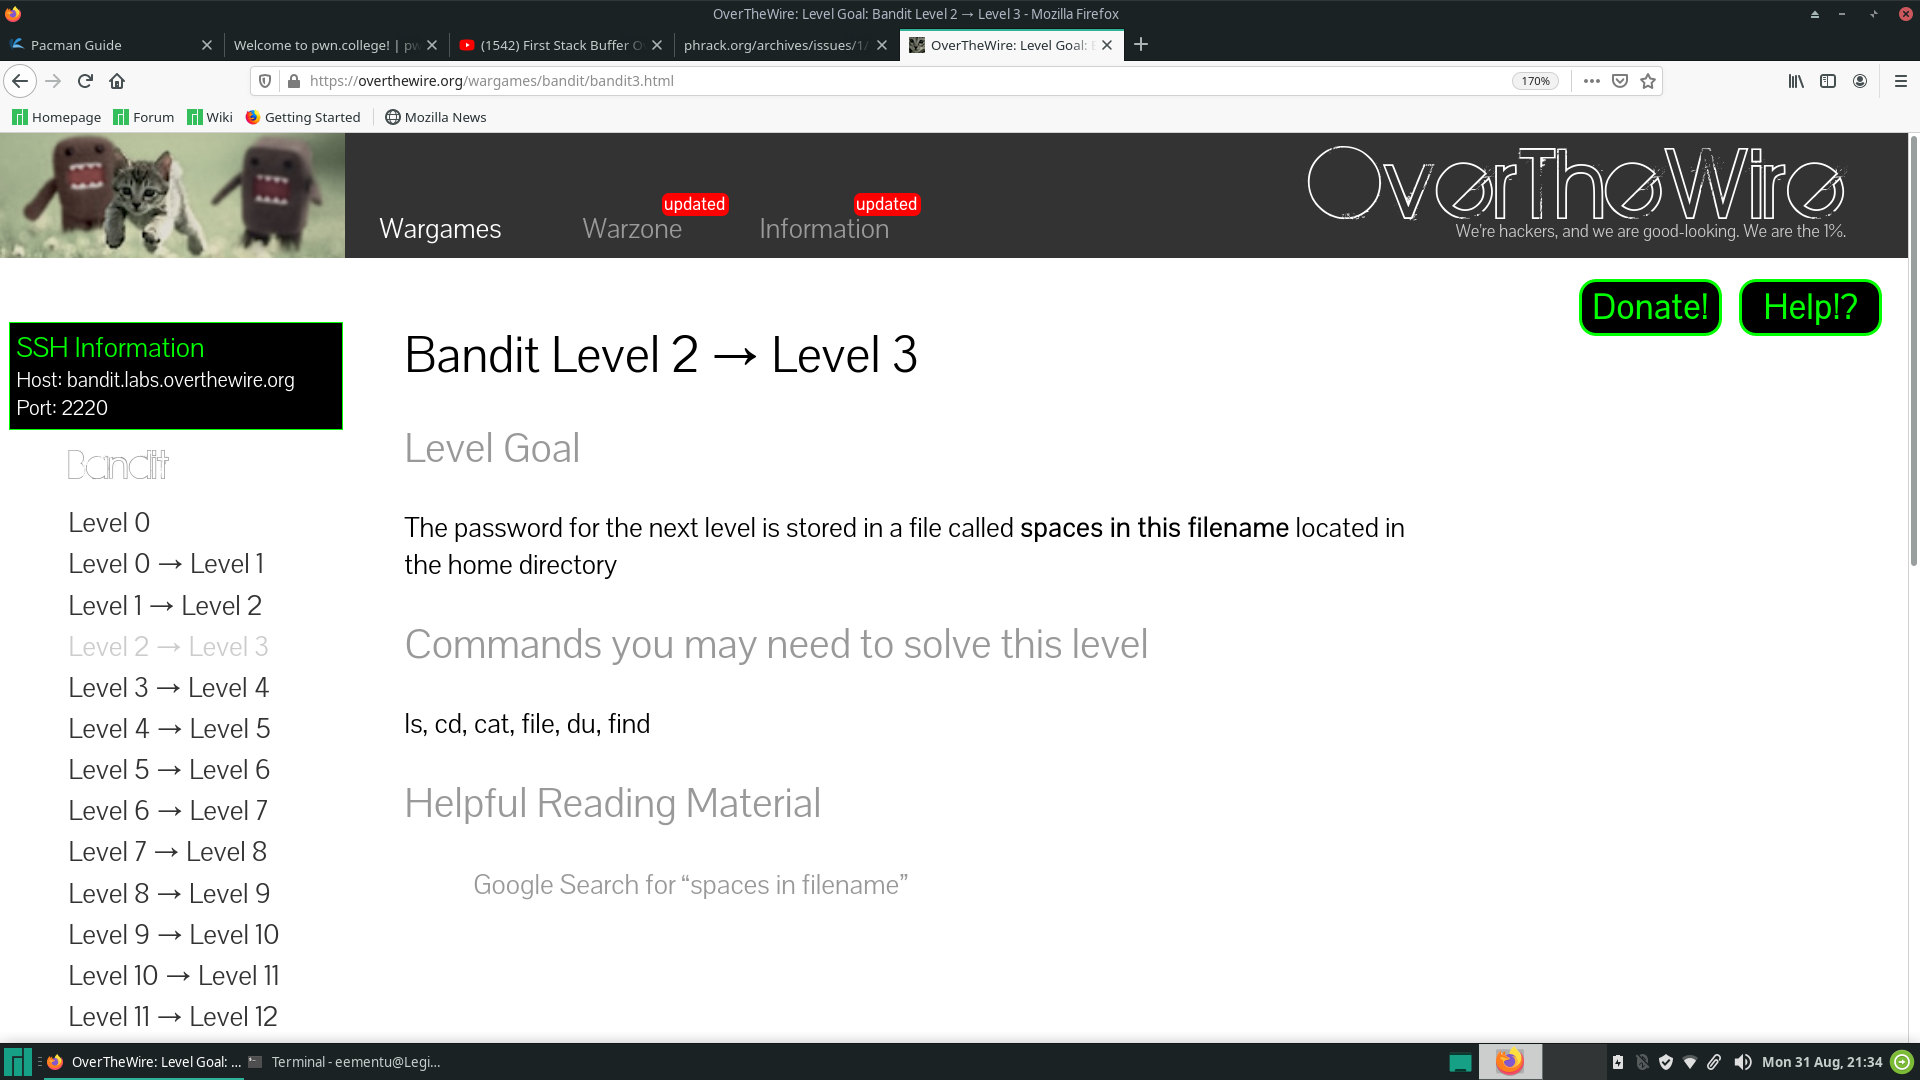 OverTheWire: Level Goal: Bandit Level 2 → Level 3 - Mozilla Firefox
Pacman Guide
Welcome to pwn.college! | pw
(1542) First Stack Buffer O
phrack.org/archives/issues/1
OverTheWire: Level Goal:
https://overthewire.org/wargames/bandit/bandit3.html
170%
Homepage
Forum
Wiki
Getting Started
Mozilla News
Wargames
Warzone
updated
Information
updated
OverTheWire
We're hackers, and we are good-looking. We are the 1%.
Donate!
Help!?
SSH Information
Host: bandit.labs.overthewire.org
Port: 2220
Bandit
Level 0
Level 0 → Level 1
Level 1 → Level 2
Level 2 → Level 3
Level 3 → Level 4
Level 4 → Level 5
Level 5 → Level 6
Level 6 → Level 7
Level 7 → Level 8
Level 8 → Level 9
Level 9 → Level 10
Level 10 → Level 11
Level 11 → Level 12
Bandit Level 2 → Level 3
Level Goal
The password for the next level is stored in a file called spaces in this filename located in
the home directory
Commands you may need to solve this level
ls, cd, cat, file, du, find
Helpful Reading Material
Google Search for “spaces in filename”
OverTheWire: Level Goal: ...
Terminal - eementu@Legi...
Mon 31 Aug, 21:34